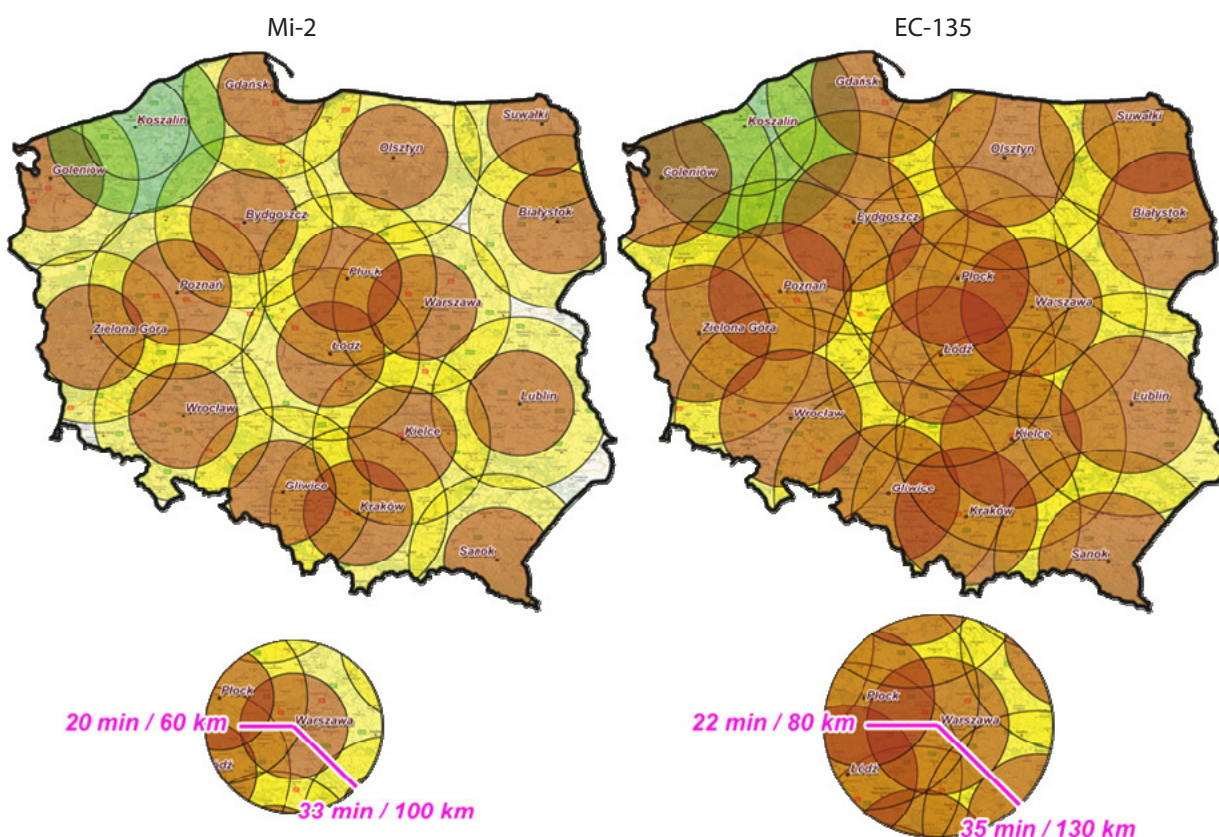 Mi-2
Gdańsk
Koszalin
Suwałki
Olsztyn
Goleniów
Białystok
Bydgoszcz
Płock
Poznań
Warszawa
Zielona Góra
Łódź
Lublin
Wrocław
Kielce
Gliwice
Kraków
Sanok
Płock
20 min / 60 km
Warszawa
ódź
33 min / 100 km
EC-135
Gdańsk
Koszalin
Suwałki
Olsztyn
Goleniów
Białystok
Bydgoszcz
Płock
Poznań
Warszawa
Zielona Góra
Łódź
Lublin
Wrocław
Kielce
Gliwice
Kraków
Sanok
Płock
22 min / 80 km
Warszawa
Łódź
35 min / 130 km